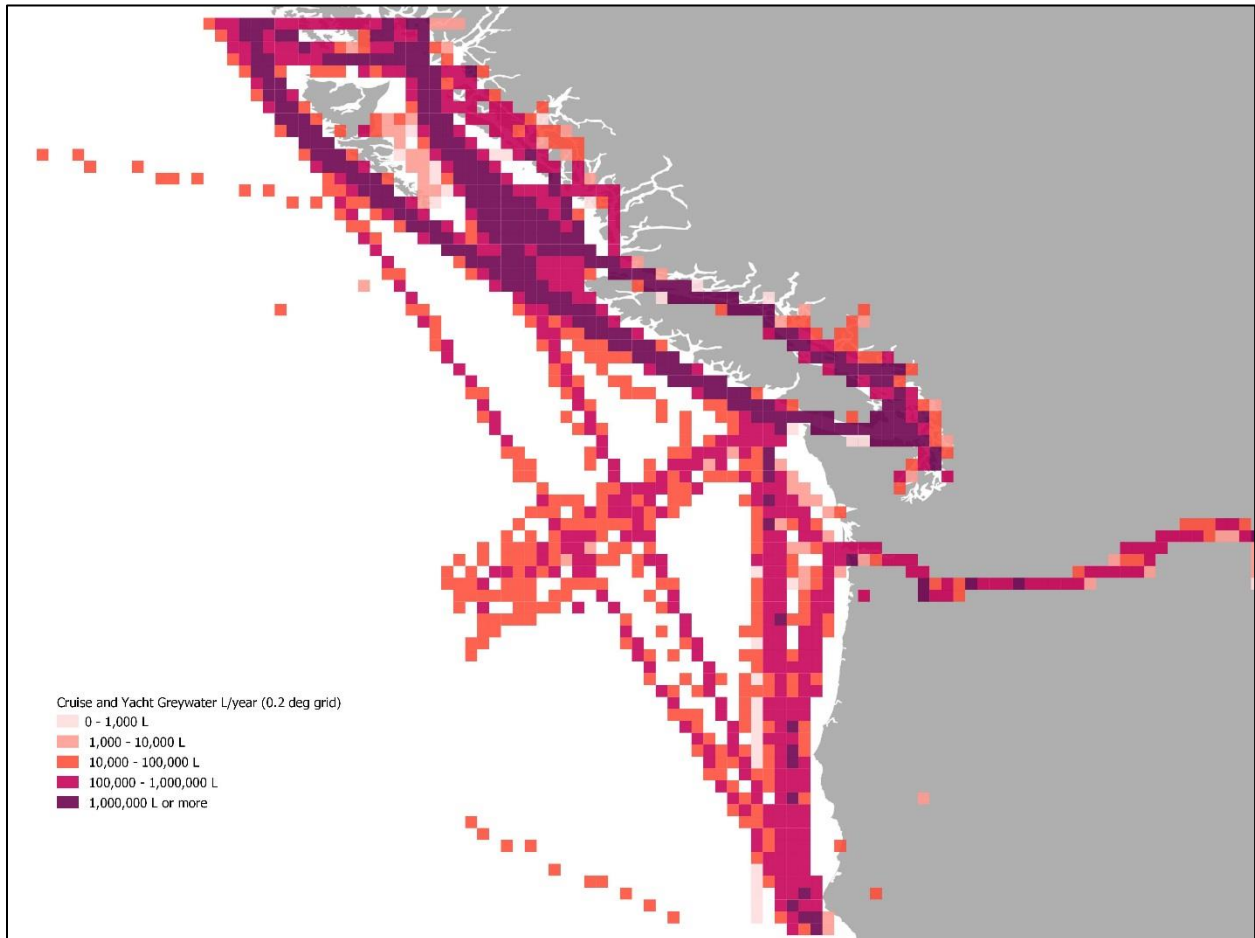 Cruise and Yacht Greywater L/year (0.2 deg grid)
0 - 1,000 L
1,000 - 10,000 L
10,000 - 100,000 L
100,000 - 1,000,000 L
1,000,000 L or more